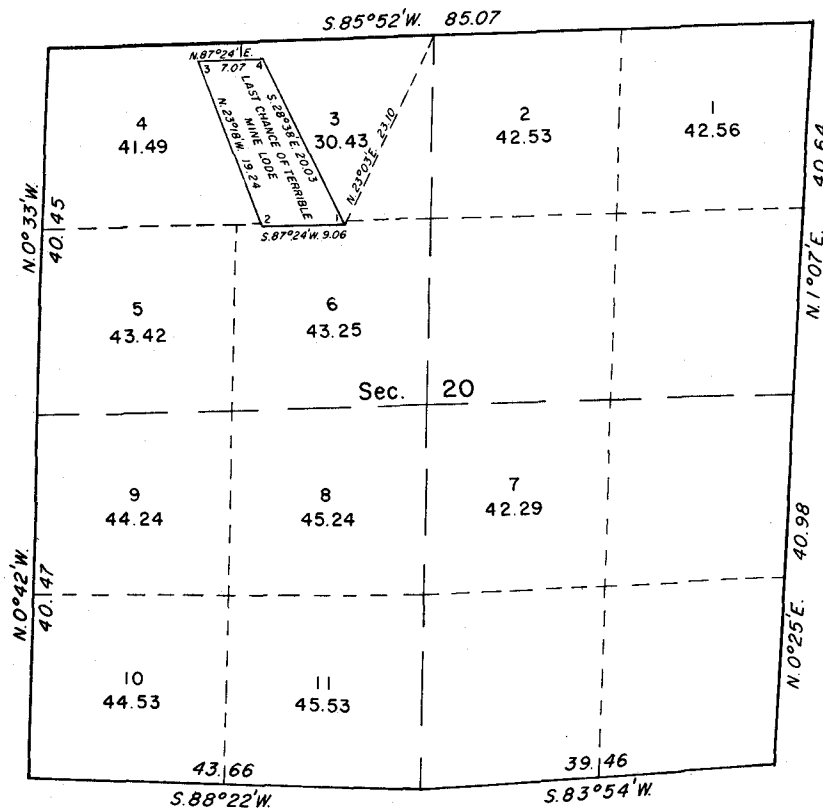 S.85°52'W. 85.07
N.87°24'E.
3 7.07 4
LAST CHANCE OF TERRIBLE
MINE LODE
S.28°38'E. 20.03
N.23°18'W. 19.24
2 1
S.87°24'W. 9.06
N.23°03'E. 23.10
4
41.49
3
30.43
2
42.53
1
42.56
N.0°33'W.
40.45
40.64
N.1°07'E.
5
43.42
6
43.25
Sec. 20
9
44.24
8
45.24
7
42.29
N.0°42'W.
40.47
40.98
N.0°25'E.
10
44.53
11
45.53
43.66
S.88°22'W.
39.46
S.83°54'W.